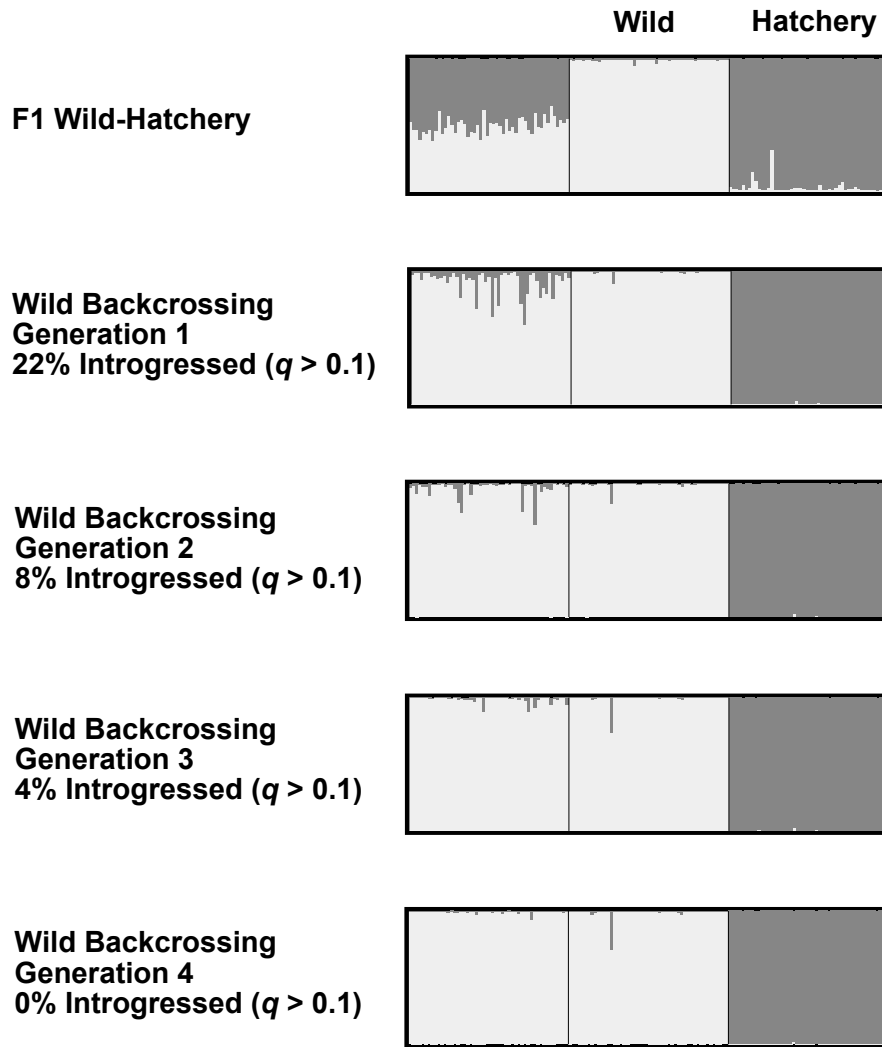 Wild Hatchery
F1 Wild-Hatchery
Wild Backcrossing
Generation 1
22% Introgressed (q > 0.1)
Wild Backcrossing
Generation 2
8% Introgressed (q > 0.1)
Wild Backcrossing
Generation 3
4% Introgressed (q > 0.1)
Wild Backcrossing
Generation 4
0% Introgressed (q > 0.1)